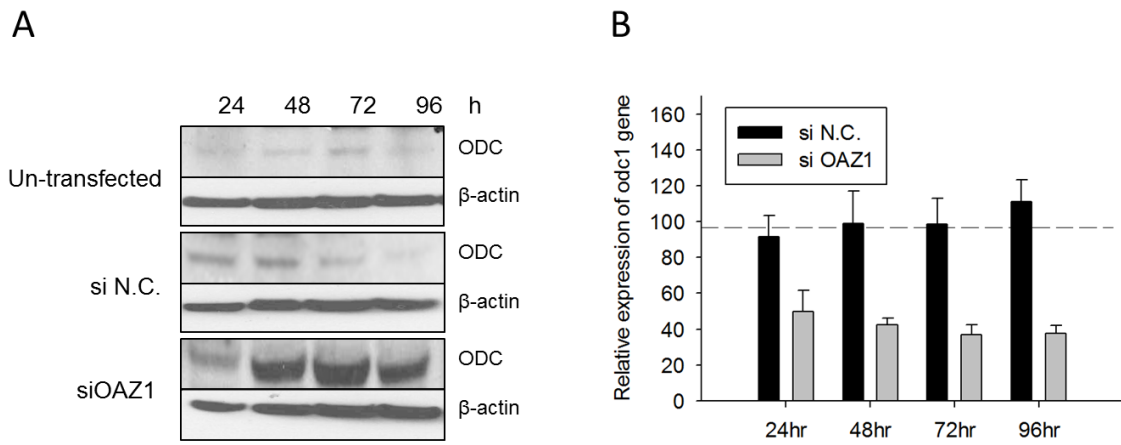 A
24 48 72 96 h
Un-transfected
ODC
β-actin
si N.C.
ODC
β-actin
siOAZ1
ODC
β-actin
B
Relative expression of odc1 gene
160
140
120
100
80
60
40
20
0
si N.C.
si OAZ1
24hr 48hr 72hr 96hr